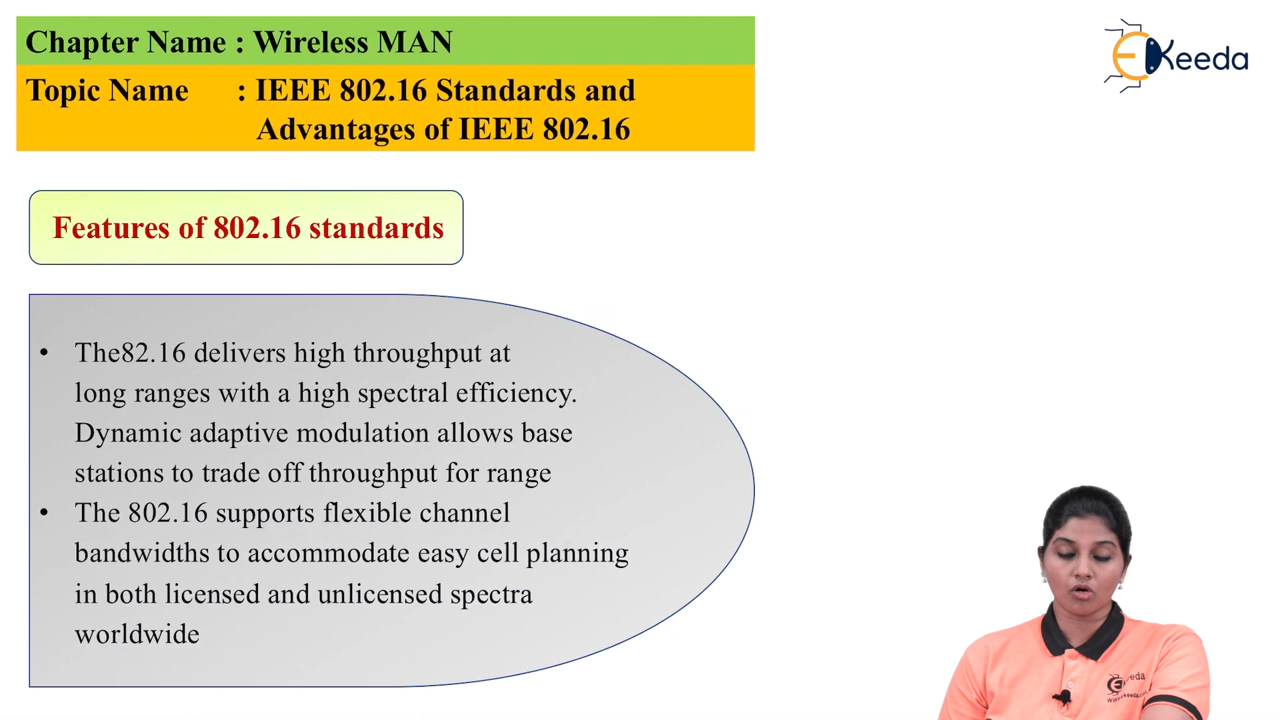 Chapter Name : Wireless MAN
Topic Name : IEEE 802.16 Standards and
Advantages of IEEE 802.16
EKeeda
Features of 802.16 standards
• The82.16 delivers high throughput at
long ranges with a high spectral efficiency.
Dynamic adaptive modulation allows base
stations to trade off throughput for range
• The 802.16 supports flexible channel
bandwidths to accommodate easy cell planning
in both licensed and unlicensed spectra
worldwide